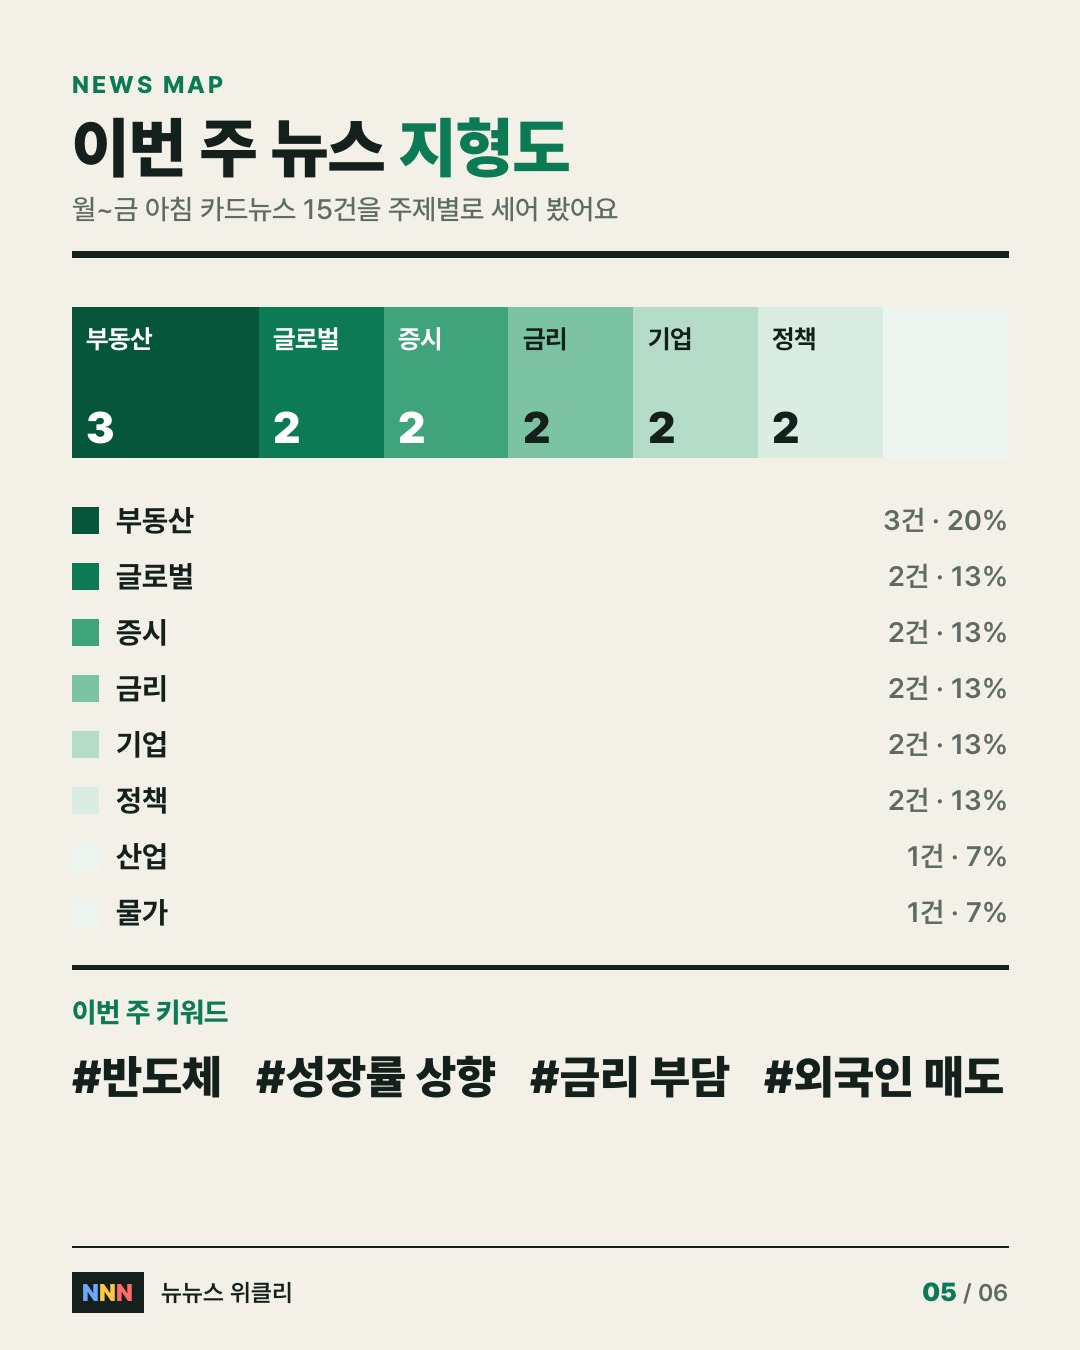 NEWS MAP
이번 주 뉴스 지형도
월~금 아침 카드뉴스 15건을 주제별로 세어 봤어요
부동산 글로벌 증시 금리 기업 정책
3 2 2 2 2 2
부동산 3건 · 20%
글로벌 2건 · 13%
증시 2건 · 13%
금리 2건 · 13%
기업 2건 · 13%
정책 2건 · 13%
산업 1건 · 7%
물가 1건 · 7%
이번 주 키워드
#반도체 #성장률 상향 #금리 부담 #외국인 매도
NNN 뉴뉴스 위클리 05 / 06